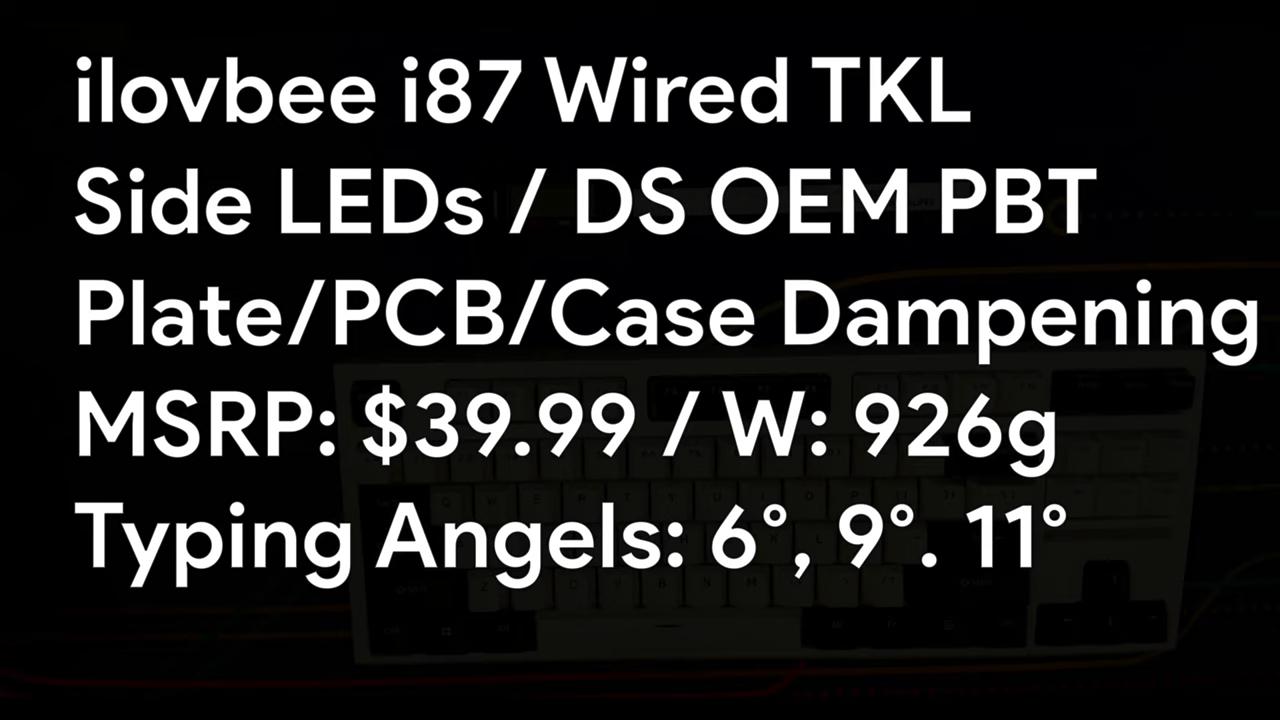 ilovbee i87 Wired TKL
Side LEDs / DS OEM PBT
Plate/PCB/Case Dampening
MSRP: $39.99 / W: 926g
Typing Angels: 6°, 9°. 11°